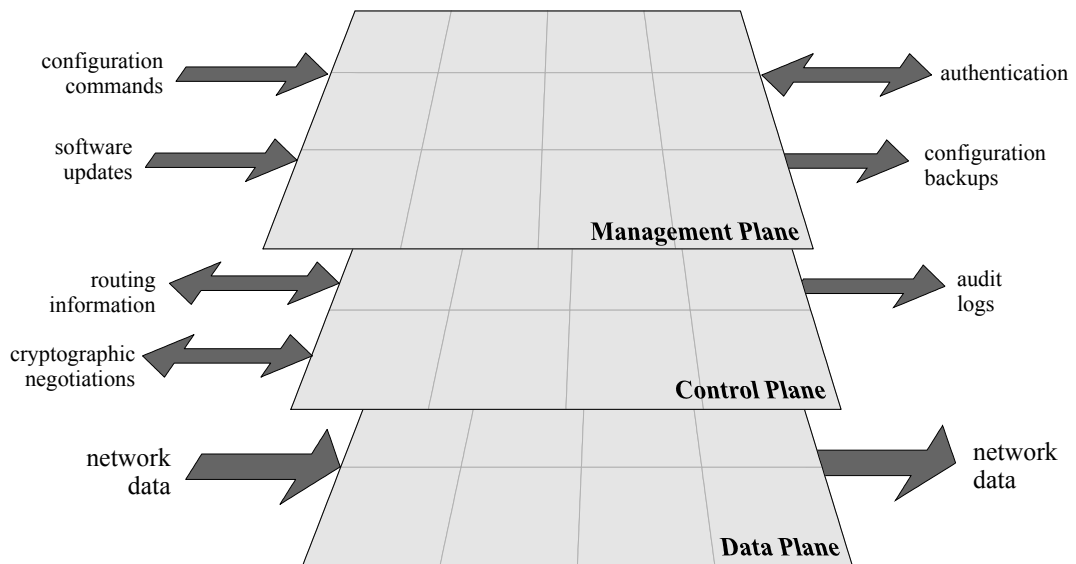 configuration
commands
authentication
software
updates
configuration
backups
Management Plane
routing
information
audit
logs
cryptographic
negotiations
Control Plane
network
data
network
data
Data Plane